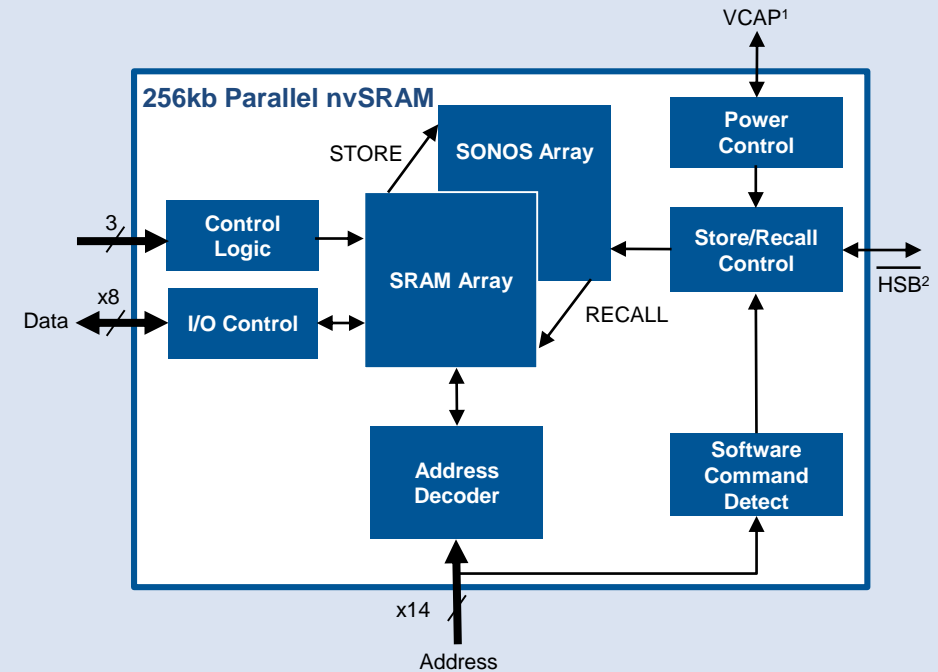 VCAP¹
256kb Parallel nvSRAM
Power
Control
STORE
SONOS Array
3
Control
Logic
Store/Recall
Control
HSB²
SRAM Array
x8
Data
I/O Control
RECALL
Address
Decoder
Software
Command
Detect
x14
Address